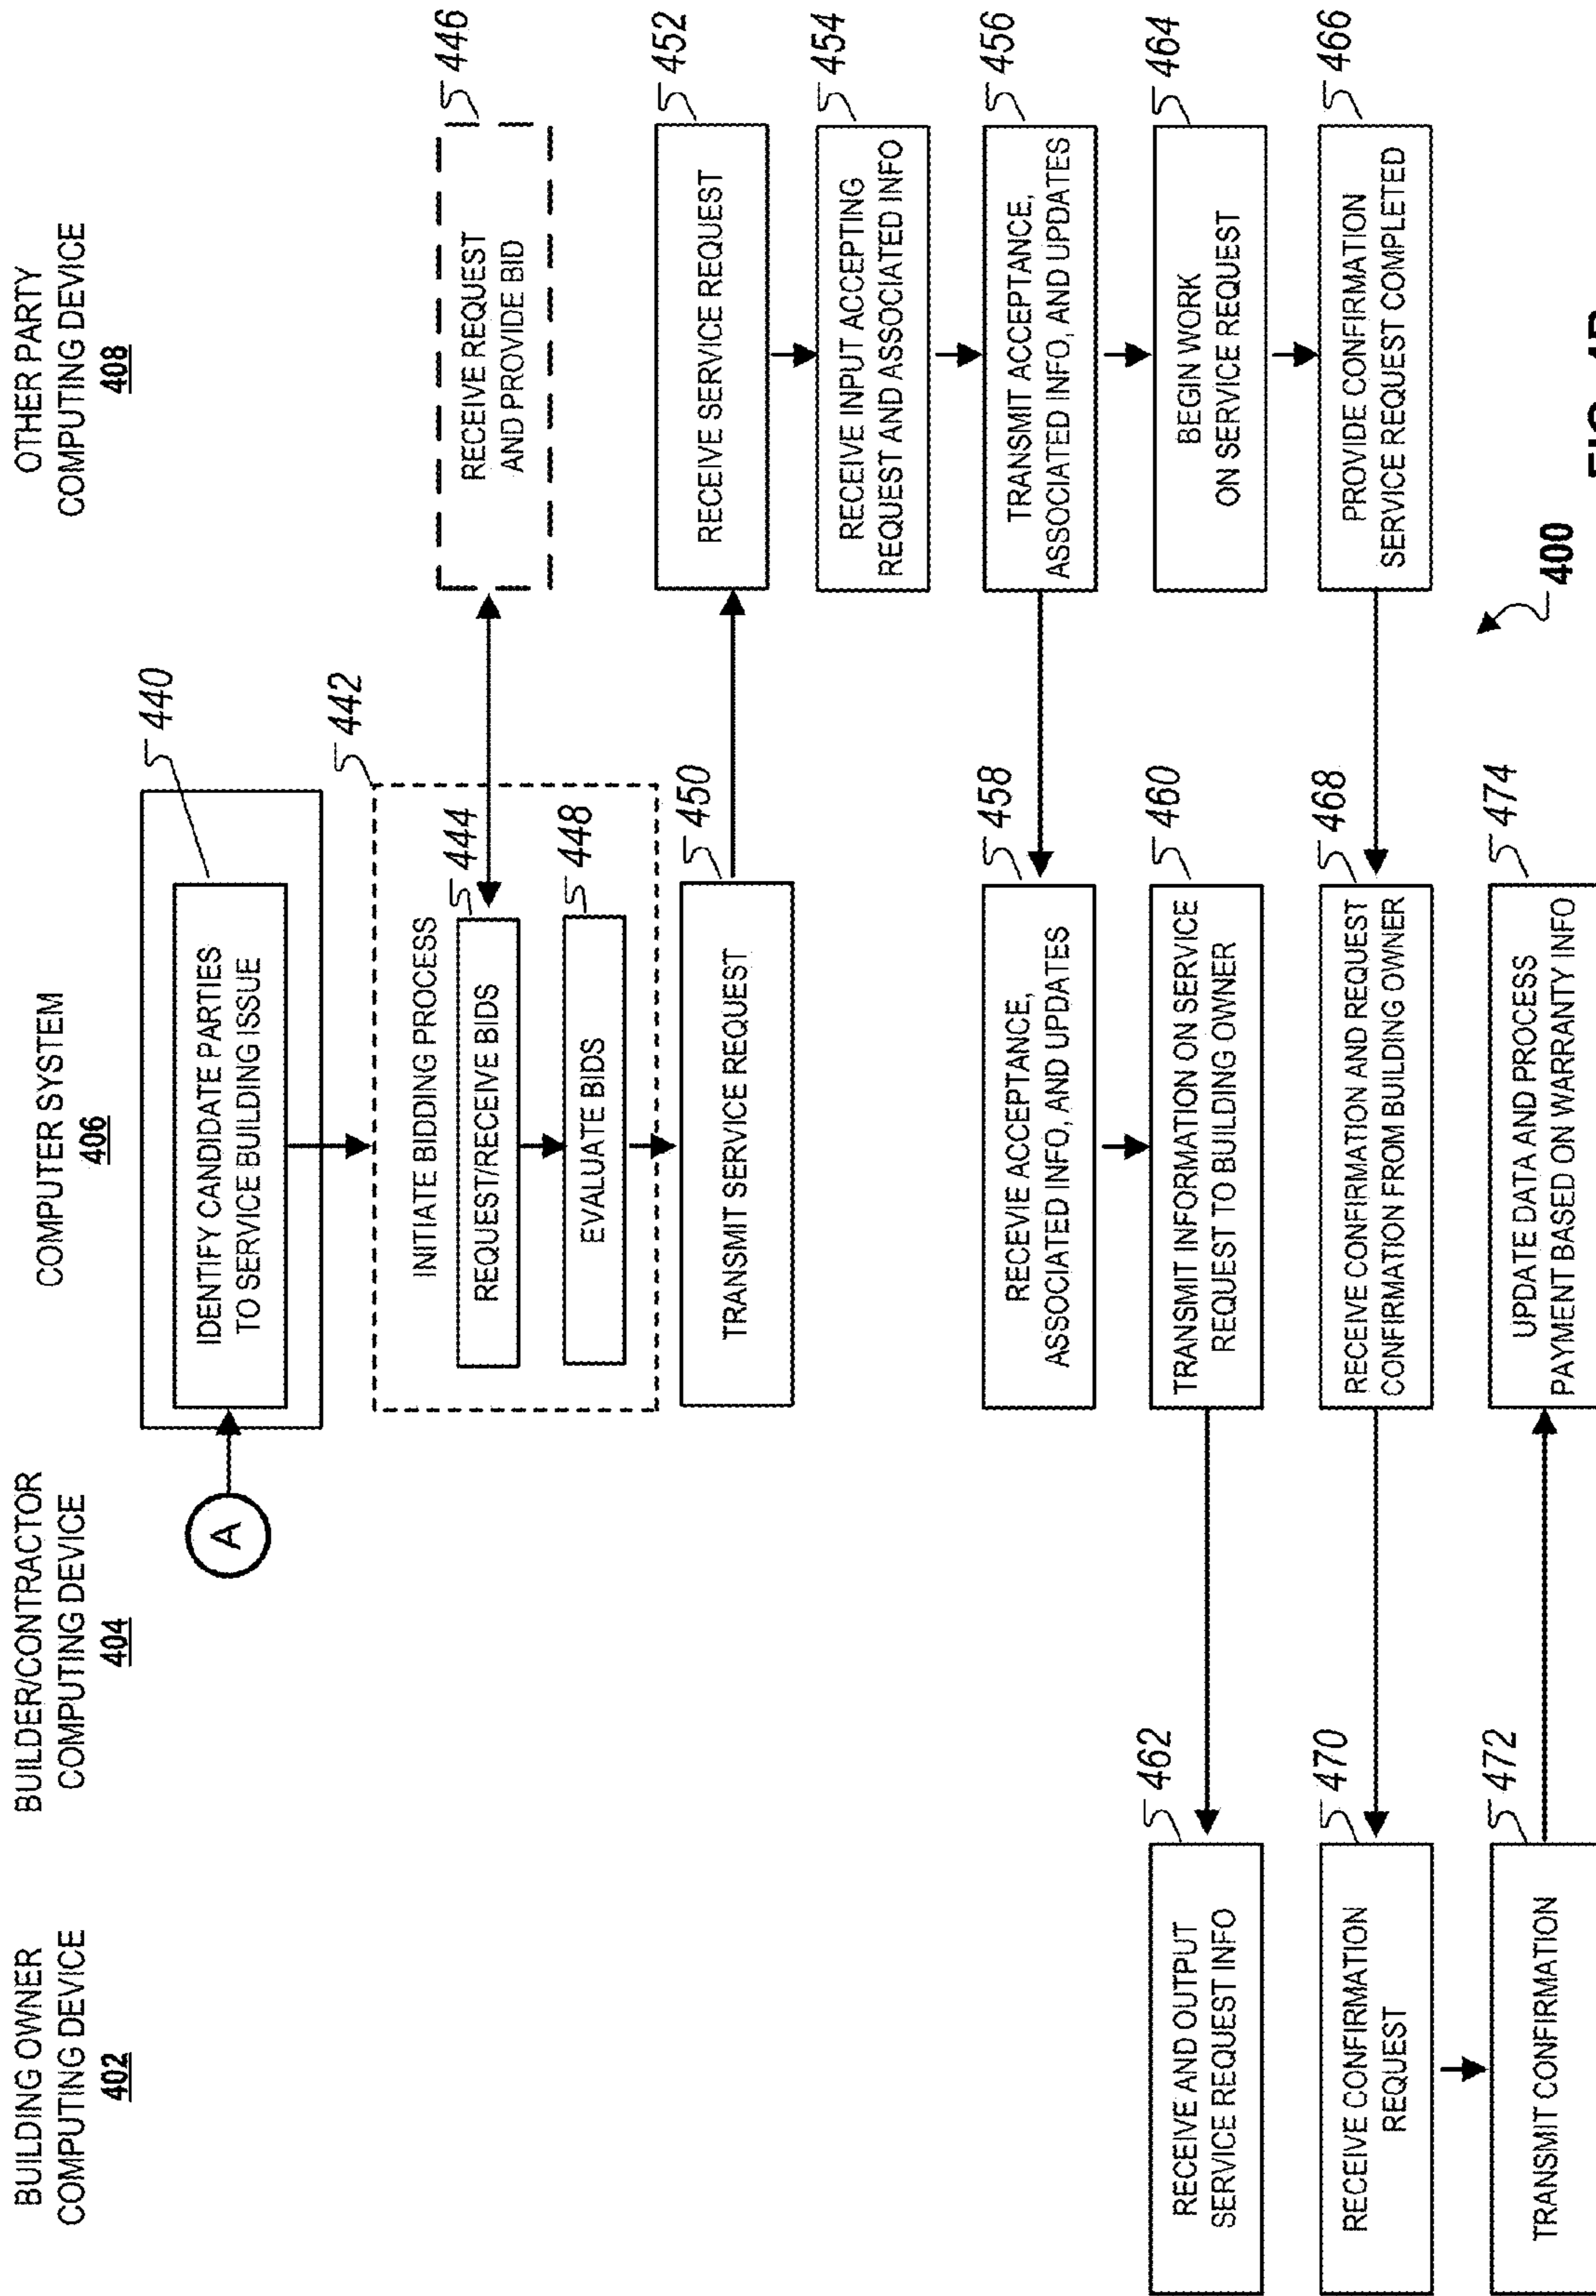 BUILDING OWNER
COMPUTING DEVICE
402
BUILDER/CONTRACTOR
COMPUTING DEVICE
404
COMPUTER SYSTEM
406
OTHER PARTY
COMPUTING DEVICE
408
A
440
IDENTIFY CANDIDATE PARTIES
TO SERVICE BUILDING ISSUE
442
INITIATE BIDDING PROCESS
444
REQUEST/RECEIVE BIDS
446
RECEIVE REQUEST
AND PROVIDE BID
448
EVALUATE BIDS
450
TRANSMIT SERVICE REQUEST
452
RECEIVE SERVICE REQUEST
454
RECEIVE INPUT ACCEPTING
REQUEST AND ASSOCIATED INFO
456
TRANSMIT ACCEPTANCE,
ASSOCIATED INFO, AND UPDATES
458
RECEVIE ACCEPTANCE,
ASSOCIATED INFO, AND UPDATES
460
TRANSMIT INFORMATION ON SERVICE
REQUEST TO BUILDING OWNER
462
RECEIVE AND OUTPUT
SERVICE REQUEST INFO
464
BEGIN WORK
ON SERVICE REQUEST
466
PROVIDE CONFIRMATION
SERVICE REQUEST COMPLETED
468
RECEIVE CONFIRMATION AND REQUEST
CONFIRMATION FROM BUILDING OWNER
470
RECEIVE CONFIRMATION
REQUEST
472
TRANSMIT CONFIRMATION
474
UPDATE DATA AND PROCESS
PAYMENT BASED ON WARRANTY INFO
400